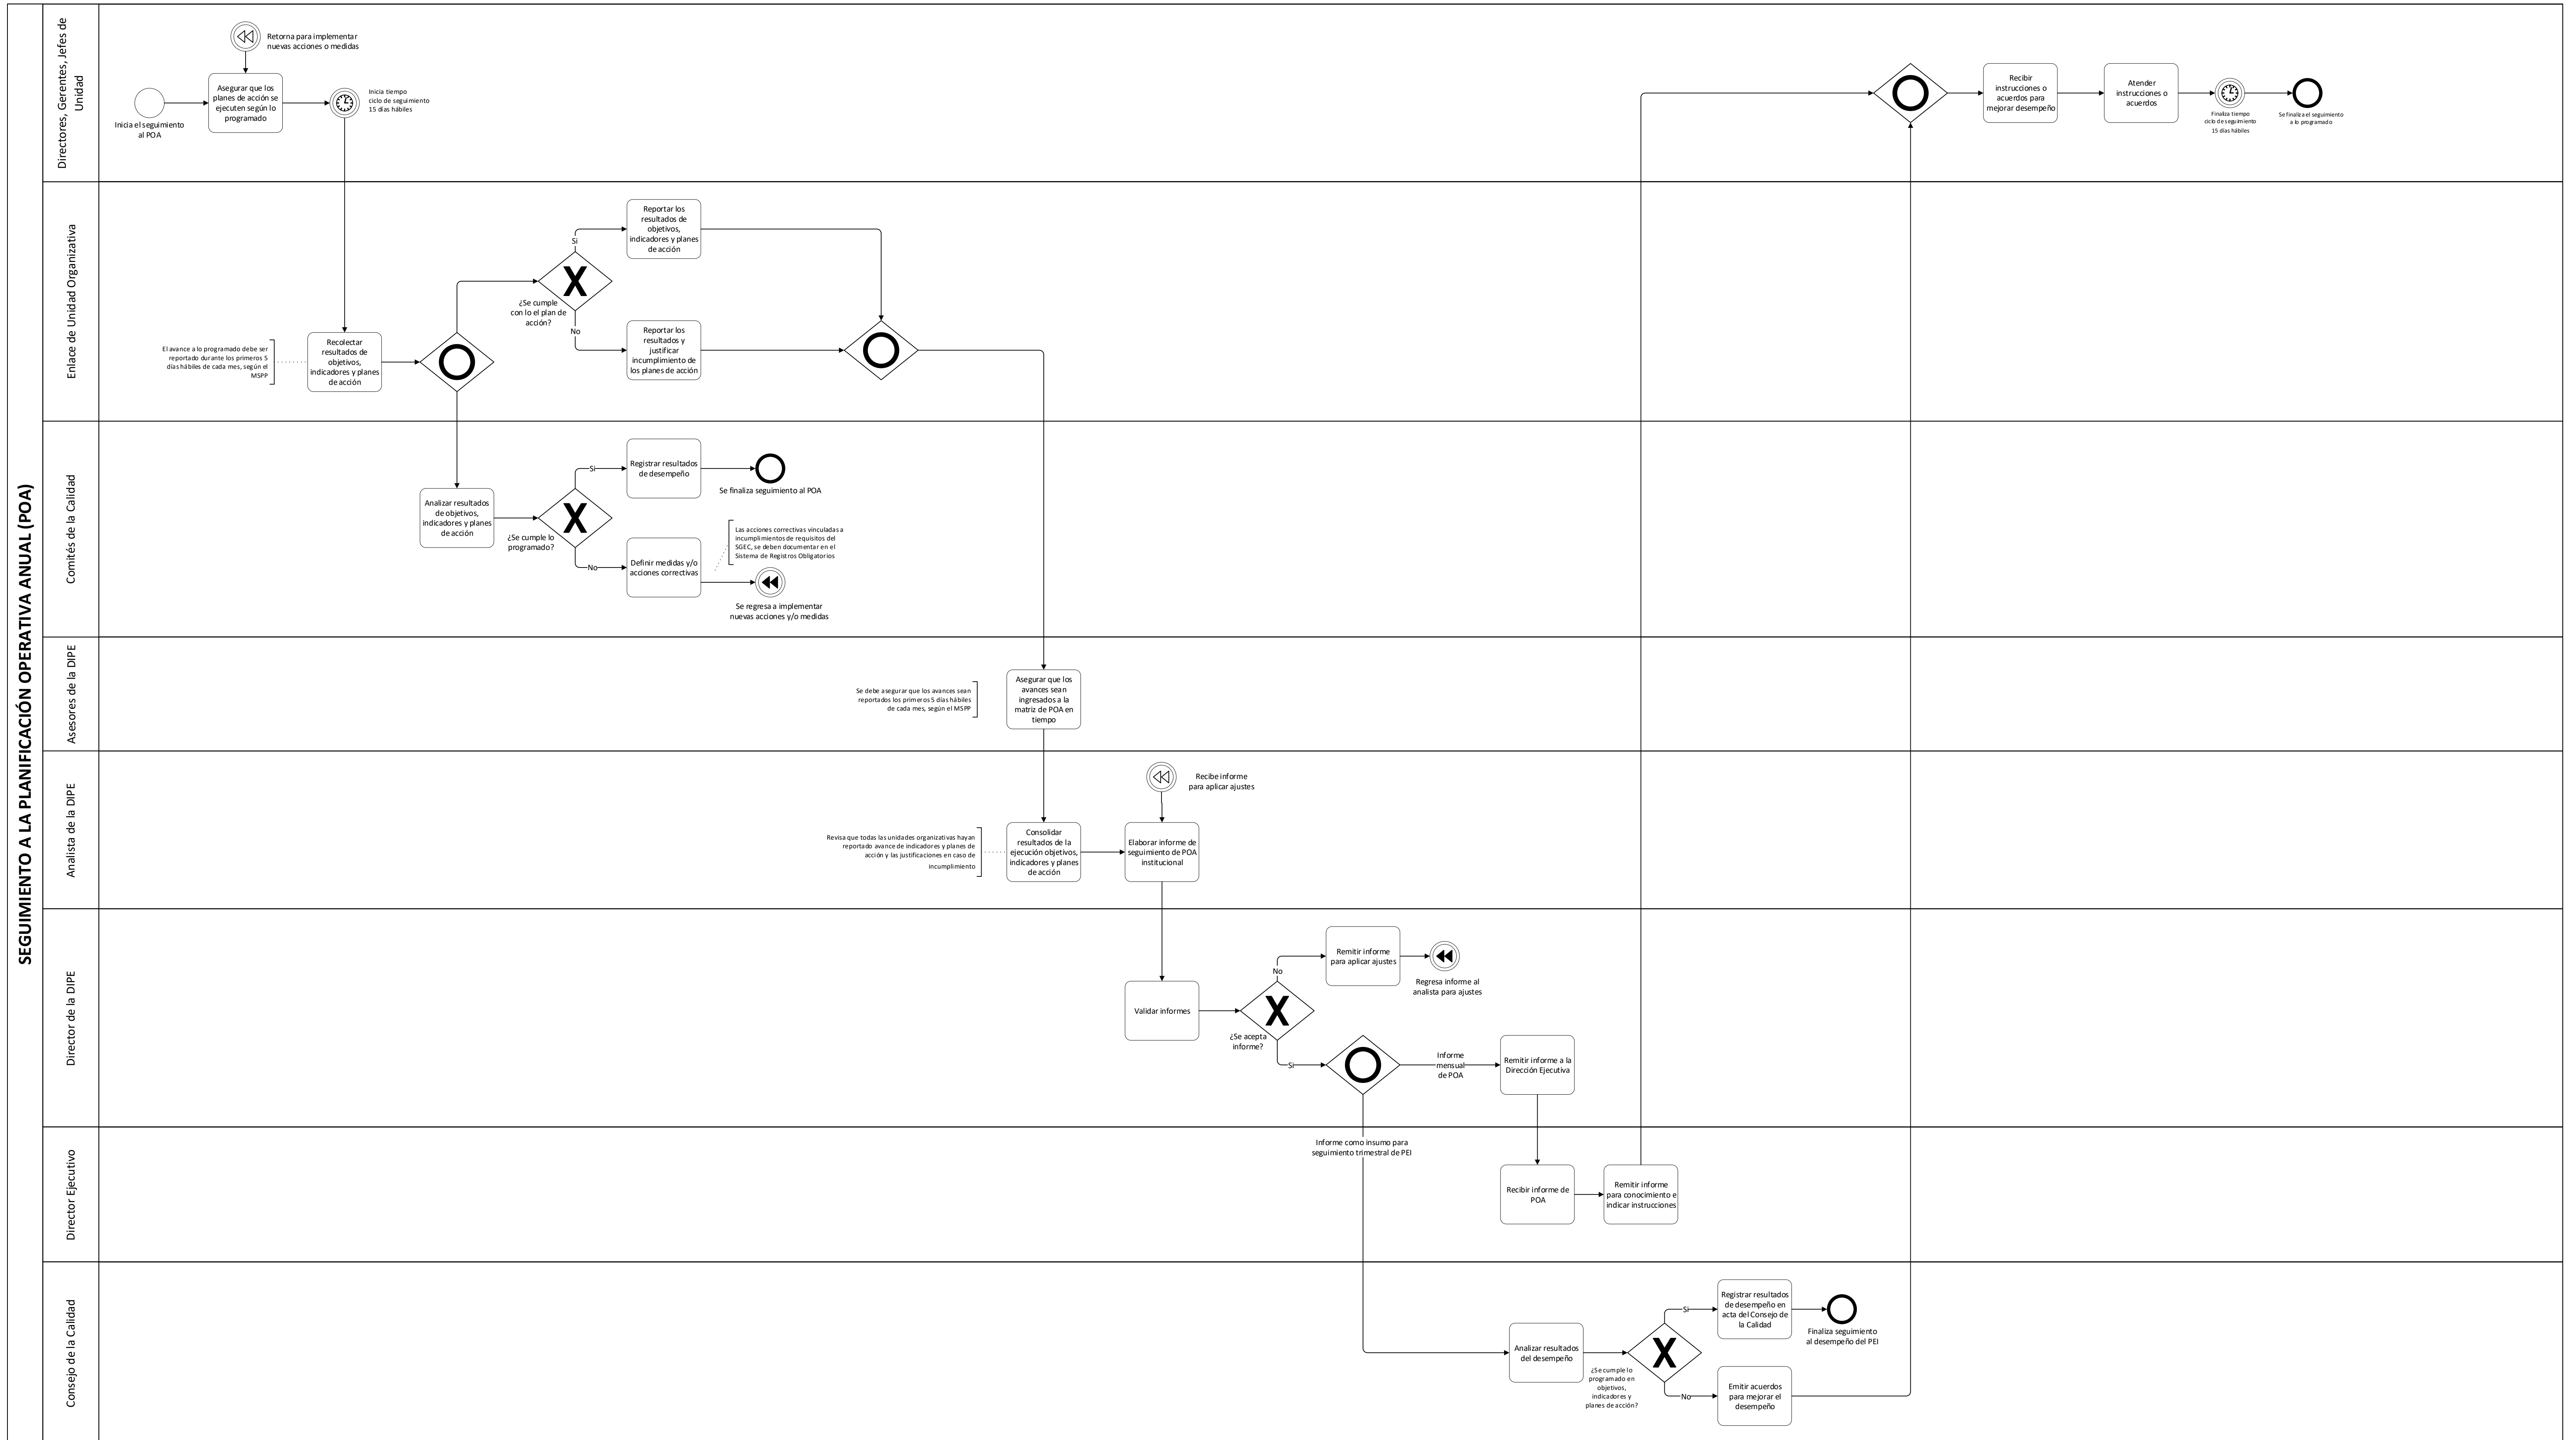 SEGUIMIENTO A LA PLANIFICACIÓN OPERATIVA ANUAL (POA)
Directores, Gerentes, Jefes de
Unidad
Retorna para implementar
nuevas acciones o medidas
Inicia el seguimiento
al POA
Asegurar que los
planes de acción se
ejecuten según lo
programado
Inicia tiempo
ciclo de seguimiento
15 días hábiles
Recibir
instrucciones o
acuerdos para
mejorar desempeño
Atender
instrucciones o
acuerdos
Finaliza tiempo
ciclo de seguimiento
15 días hábiles
Se finaliza el seguimiento
a lo programado
Enlace de Unidad Organizativa
El avance a lo programado debe ser
reportado durante los primeros 5
días hábiles de cada mes, según el
MSPP
Recolectar
resultados de
objetivos,
indicadores y planes
de acción
Si
¿Se cumple
con lo el plan de
acción?
No
Reportar los
resultados de
objetivos,
indicadores y planes
de acción
Reportar los
resultados y
justificar
incumplimiento de
los planes de acción
Comités de la Calidad
Analizar resultados
de objetivos,
indicadores y planes
de acción
¿Se cumple lo
programado?
Si
No
Registrar resultados
de desempeño
Se finaliza seguimiento al POA
Definir medidas y/o
acciones correctivas
Las acciones correctivas vinculadas a
incumplimientos de requisitos del
SGEC, se deben documentar en el
Sistema de Registros Obligatorios
Se regresa a implementar
nuevas acciones y/o medidas
Asesores de la DIPE
Se debe asegurar que los avances sean
reportados los primeros 5 días hábiles
de cada mes, según el MSPP
Asegurar que los
avances sean
ingresados a la
matriz de POA en
tiempo
Analista de la DIPE
Recibe informe
para aplicar ajustes
Revisa que todas las unidades organizativas hayan
reportado avance de indicadores y planes de
acción y las justificaciones en caso de
incumplimiento
Consolidar
resultados de la
ejecución objetivos,
indicadores y planes
de acción
Elaborar informe de
seguimiento de POA
institucional
Director de la DIPE
Validar informes
¿Se acepta
informe?
No
Si
Remitir informe
para aplicar ajustes
Regresa informe al
analista para ajustes
Informe
mensual
de POA
Remitir informe a la
Dirección Ejecutiva
Director Ejecutivo
Informe como insumo para
seguimiento trimestral de PEI
Recibir informe de
POA
Remitir informe
para conocimiento e
indicar instrucciones
Consejo de la Calidad
Analizar resultados
del desempeño
¿Se cumple lo
programado en
objetivos,
indicadores y
planes de acción?
Si
No
Registrar resultados
de desempeño en
acta del Consejo de
la Calidad
Finaliza seguimiento
al desempeño del PEI
Emitir acuerdos
para mejorar el
desempeño